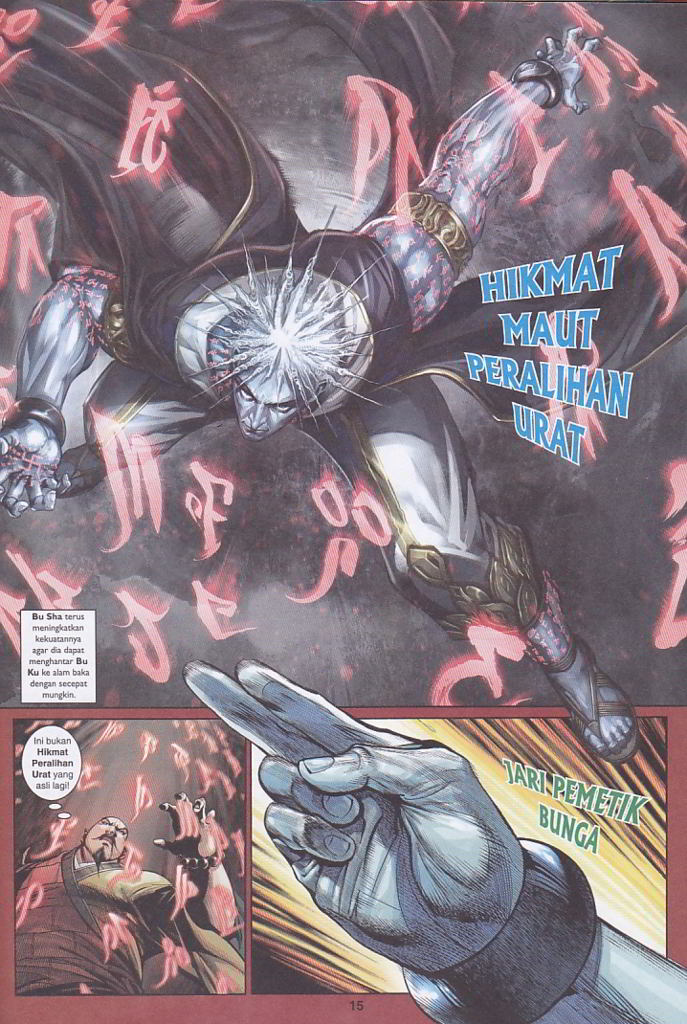 HIKMAT
MAUT
PERALIHAN
URAT
Bu Sha terus
meningkatkan
kekuatannya
agar dia dapat
menghantar Bu
Ku ke alam baka
dengan secepat
mungkin.
Ini bukan
Hikmat
Peralihan
Urat yang
asli lagi!
JARI PEMETIK
BUNGA
15